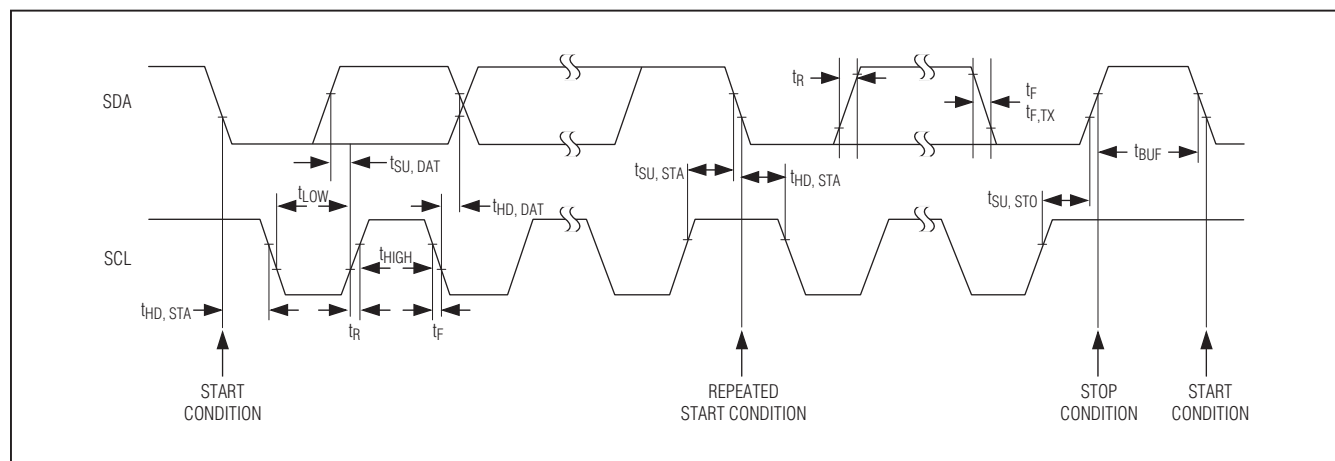 SDA
tSU, DAT
tLOW
tHD, DAT
tR
tF
tF,TX
tSU, STA
tHD, STA
tBUF
tSU, STO
SCL
tHIGH
tHD, STA
tR
tF
START
CONDITION
REPEATED
START CONDITION
STOP
CONDITION
START
CONDITION